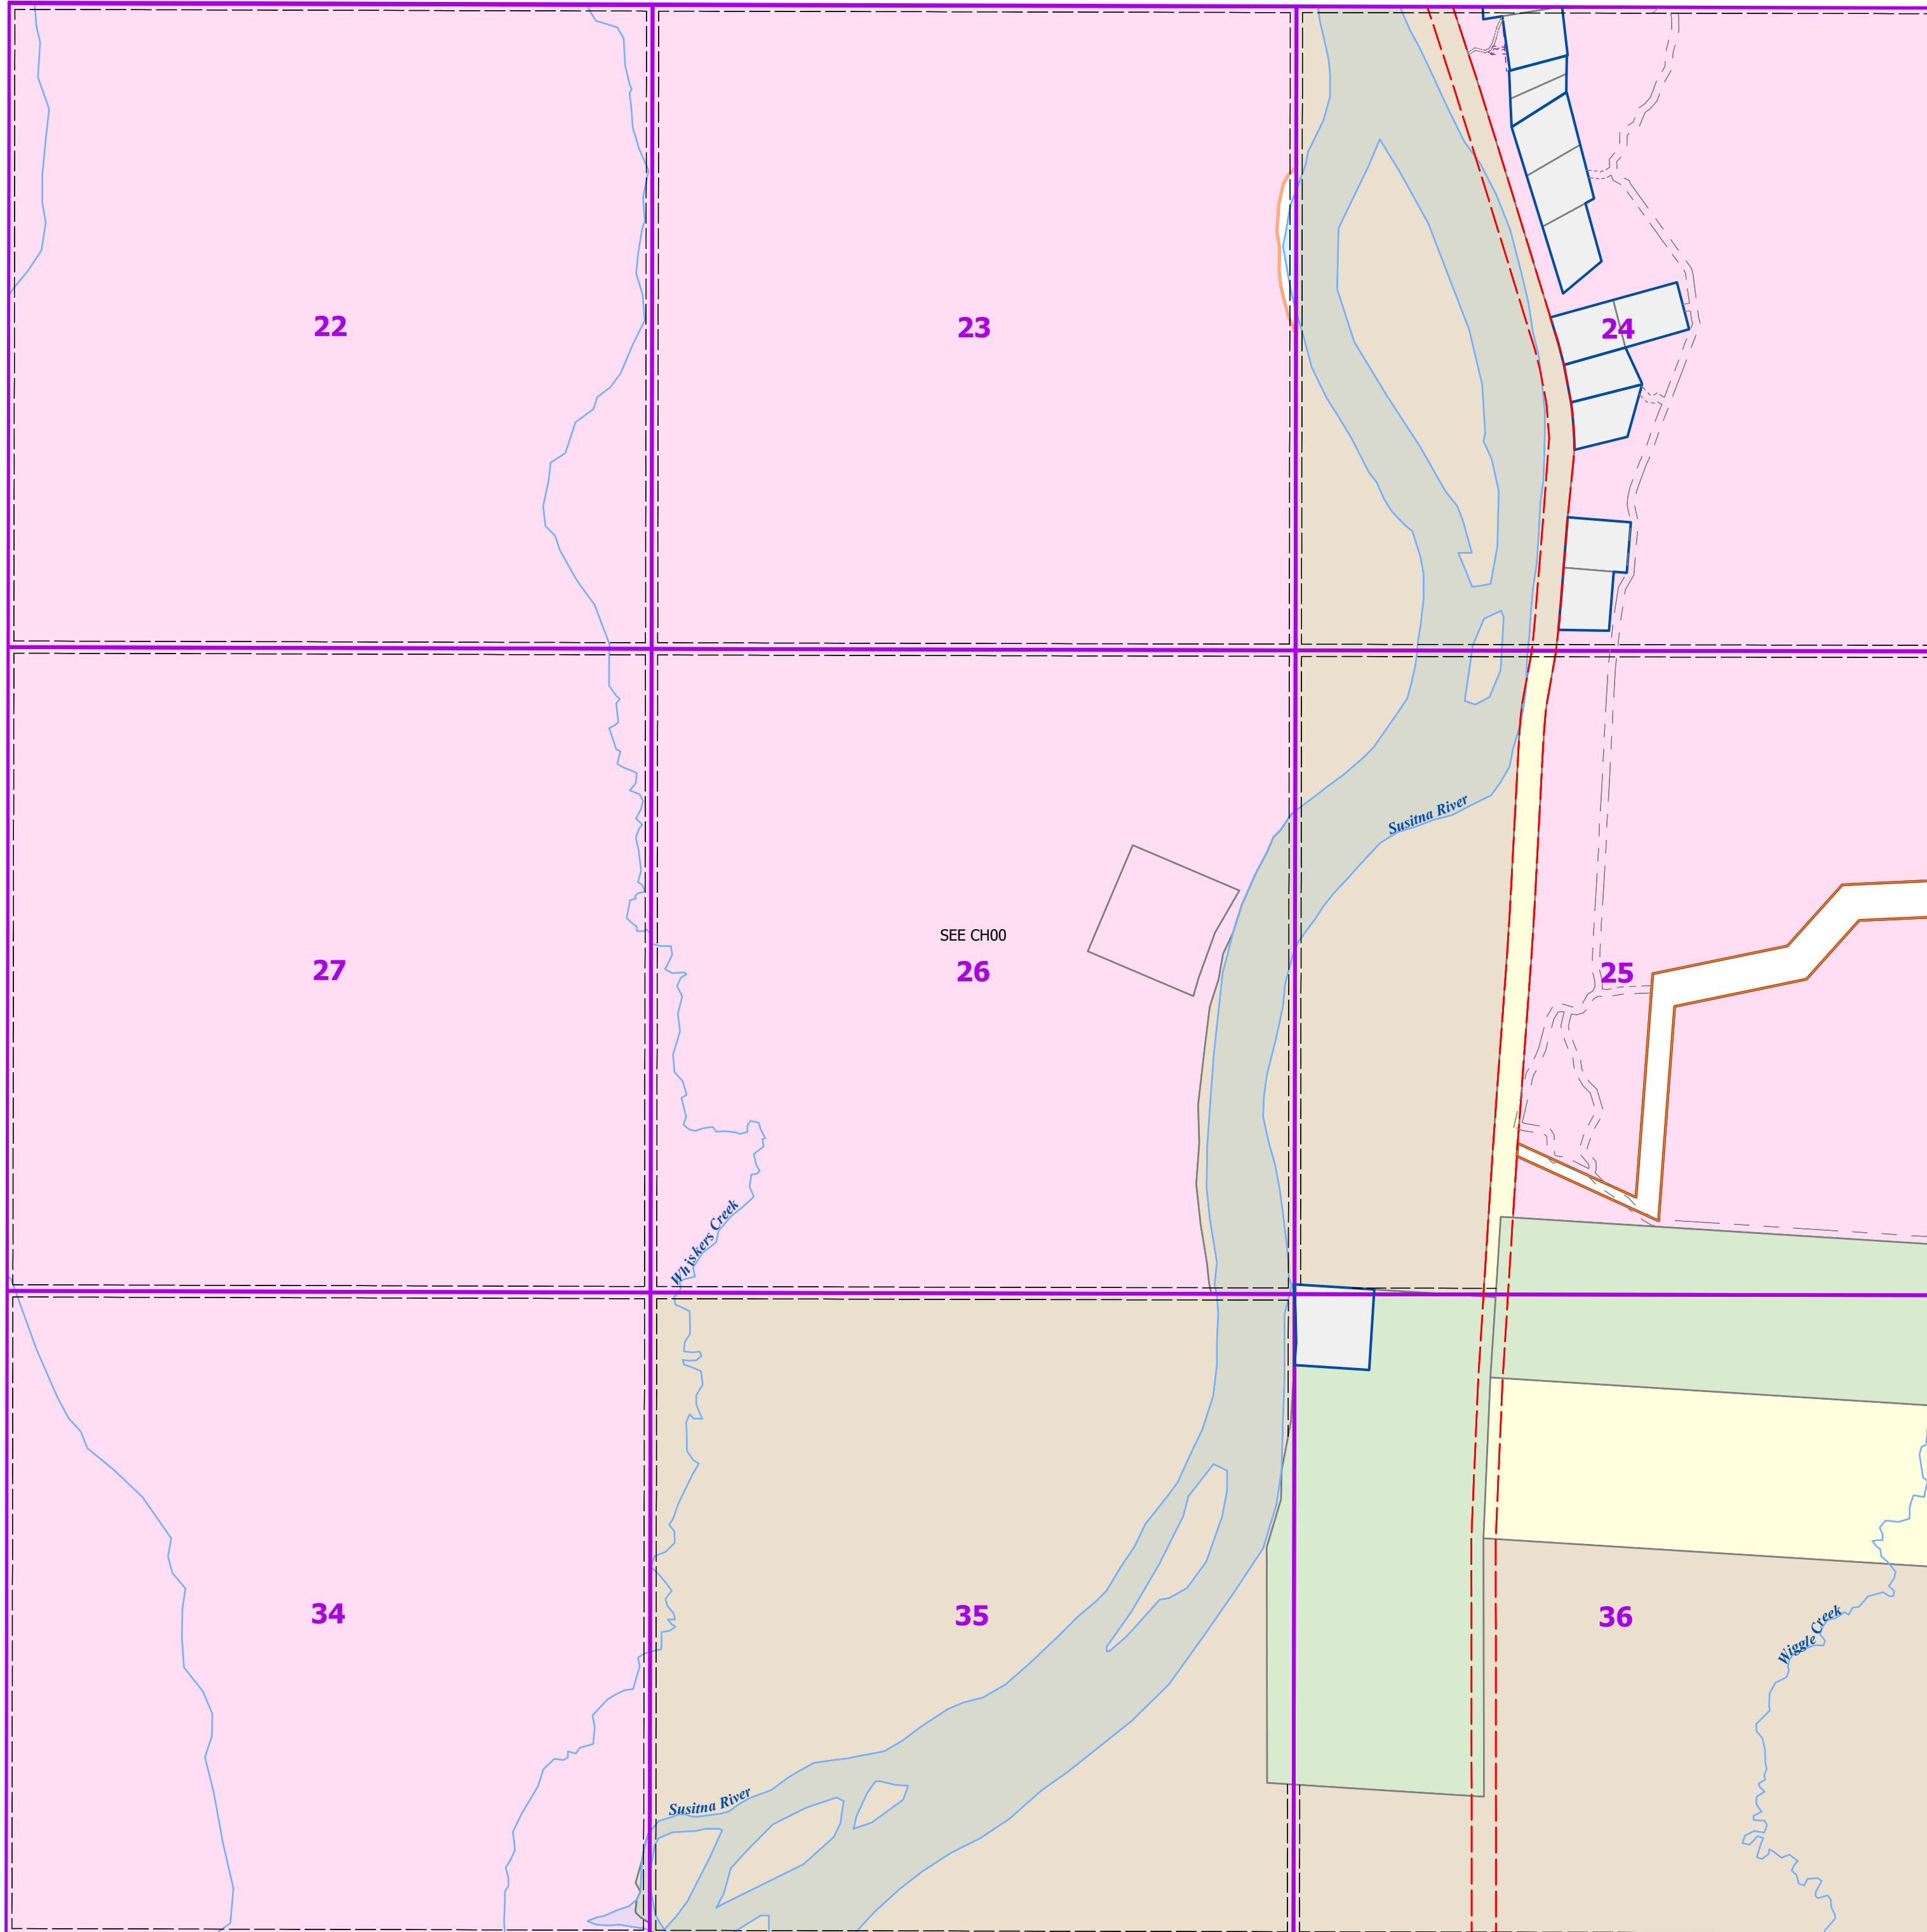 22
23
24
Susitna River
27
SEE CH00
26
25
Whiskers Creek
34
35
36
Wiggle Creek
Susitna River